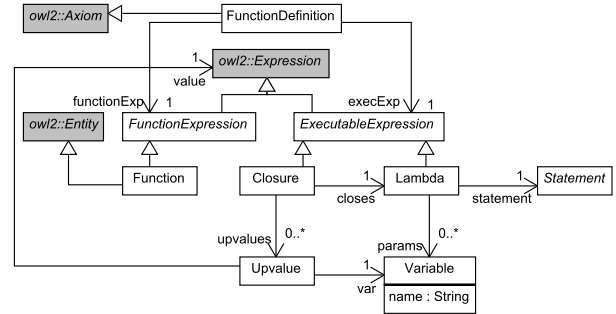 owl2::Axiom
FunctionDefinition
1
value
owl2::Expression
functionExp
1
execExp
1
owl2::Entity
FunctionExpression
ExecutableExpression
Function
Closure
1
closes
Lambda
1
statement
Statement
upvalues
0..*
params
0..*
Upvalue
1
var
Variable
name : String